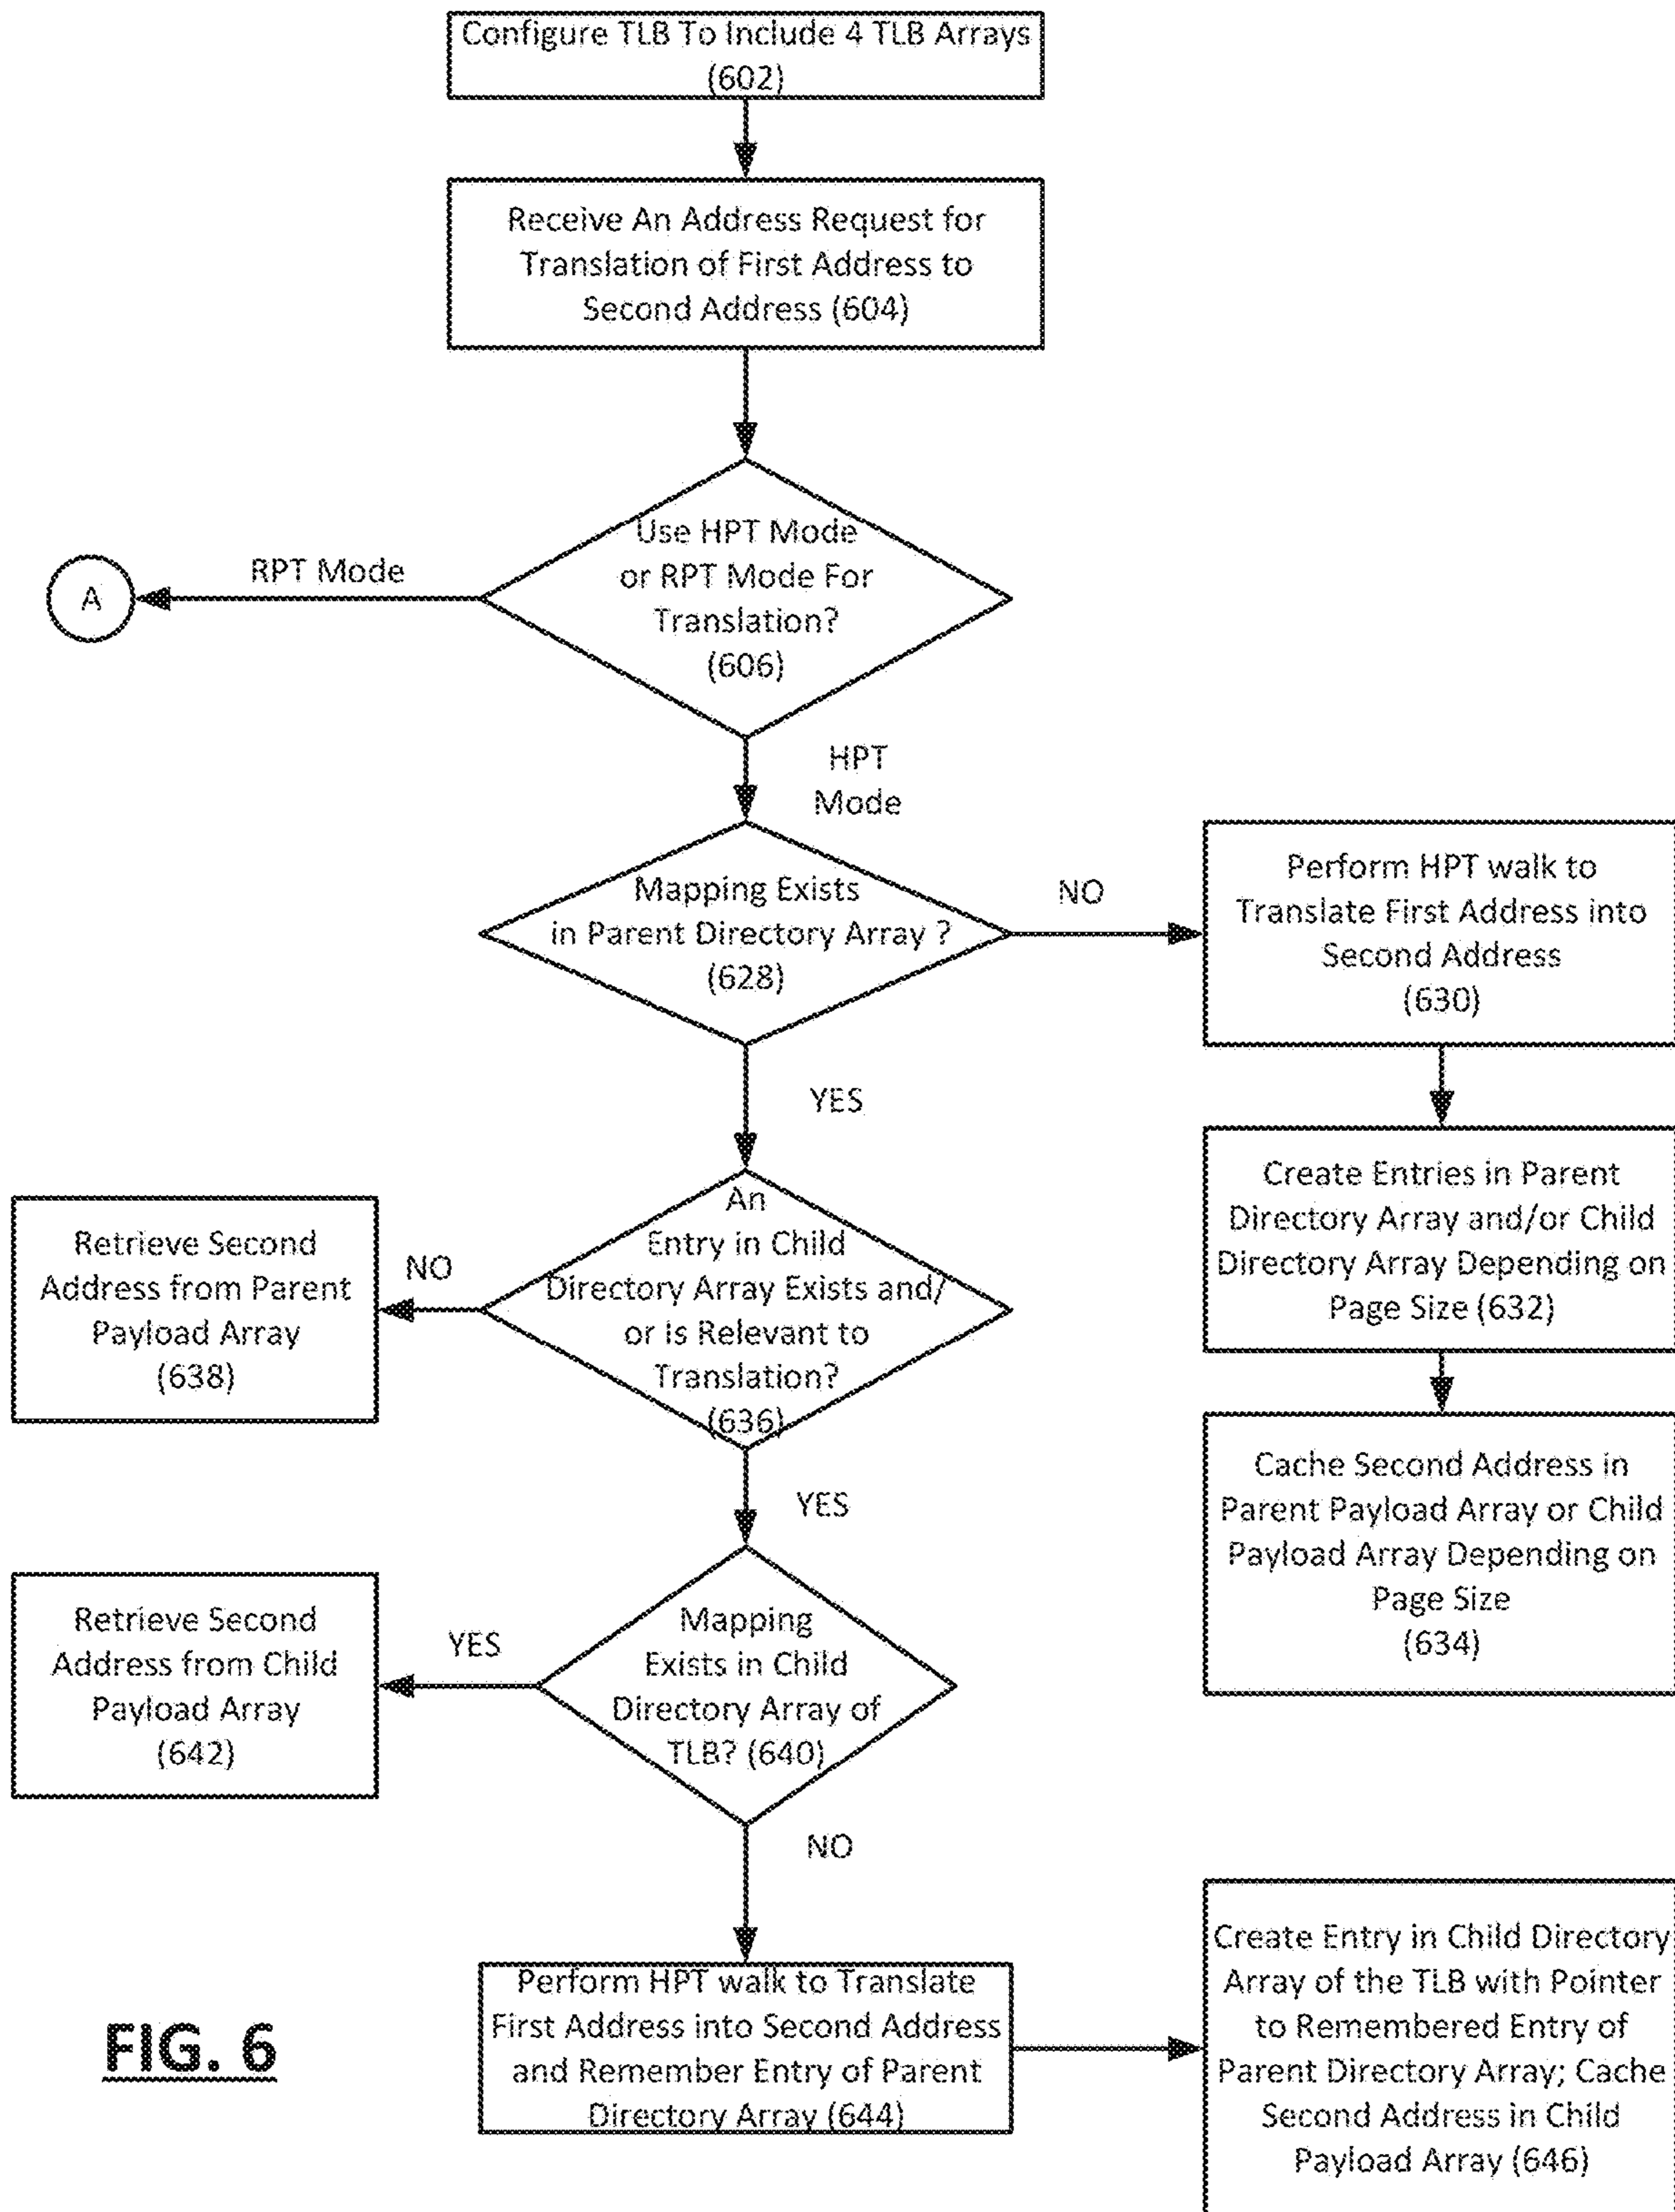 Configure TLB To Include 4 TLB Arrays
(602)
Receive An Address Request for
Translation of First Address to
Second Address (604)
Use HPT Mode
or RPT Mode For
Translation?
(606)
RPT Mode
A
HPT
Mode
Mapping Exists
in Parent Directory Array ?
(628)
NO
Perform HPT walk to
Translate First Address into
Second Address
(630)
YES
Create Entries in Parent
Directory Array and/or Child
Directory Array Depending on
Page Size (632)
An
Entry in Child
Directory Array Exists and/
or is Relevant to
Translation?
(636)
NO
Retrieve Second
Address from Parent
Payload Array
(638)
Cache Second Address in
Parent Payload Array or Child
Payload Array Depending on
Page Size
(634)
YES
Mapping
Exists in Child
Directory Array of
TLB? (640)
YES
Retrieve Second
Address from Child
Payload Array
(642)
NO
Perform HPT walk to Translate
First Address into Second Address
and Remember Entry of Parent
Directory Array (644)
Create Entry in Child Directory
Array of the TLB with Pointer
to Remembered Entry of
Parent Directory Array; Cache
Second Address in Child
Payload Array (646)
FIG. 6